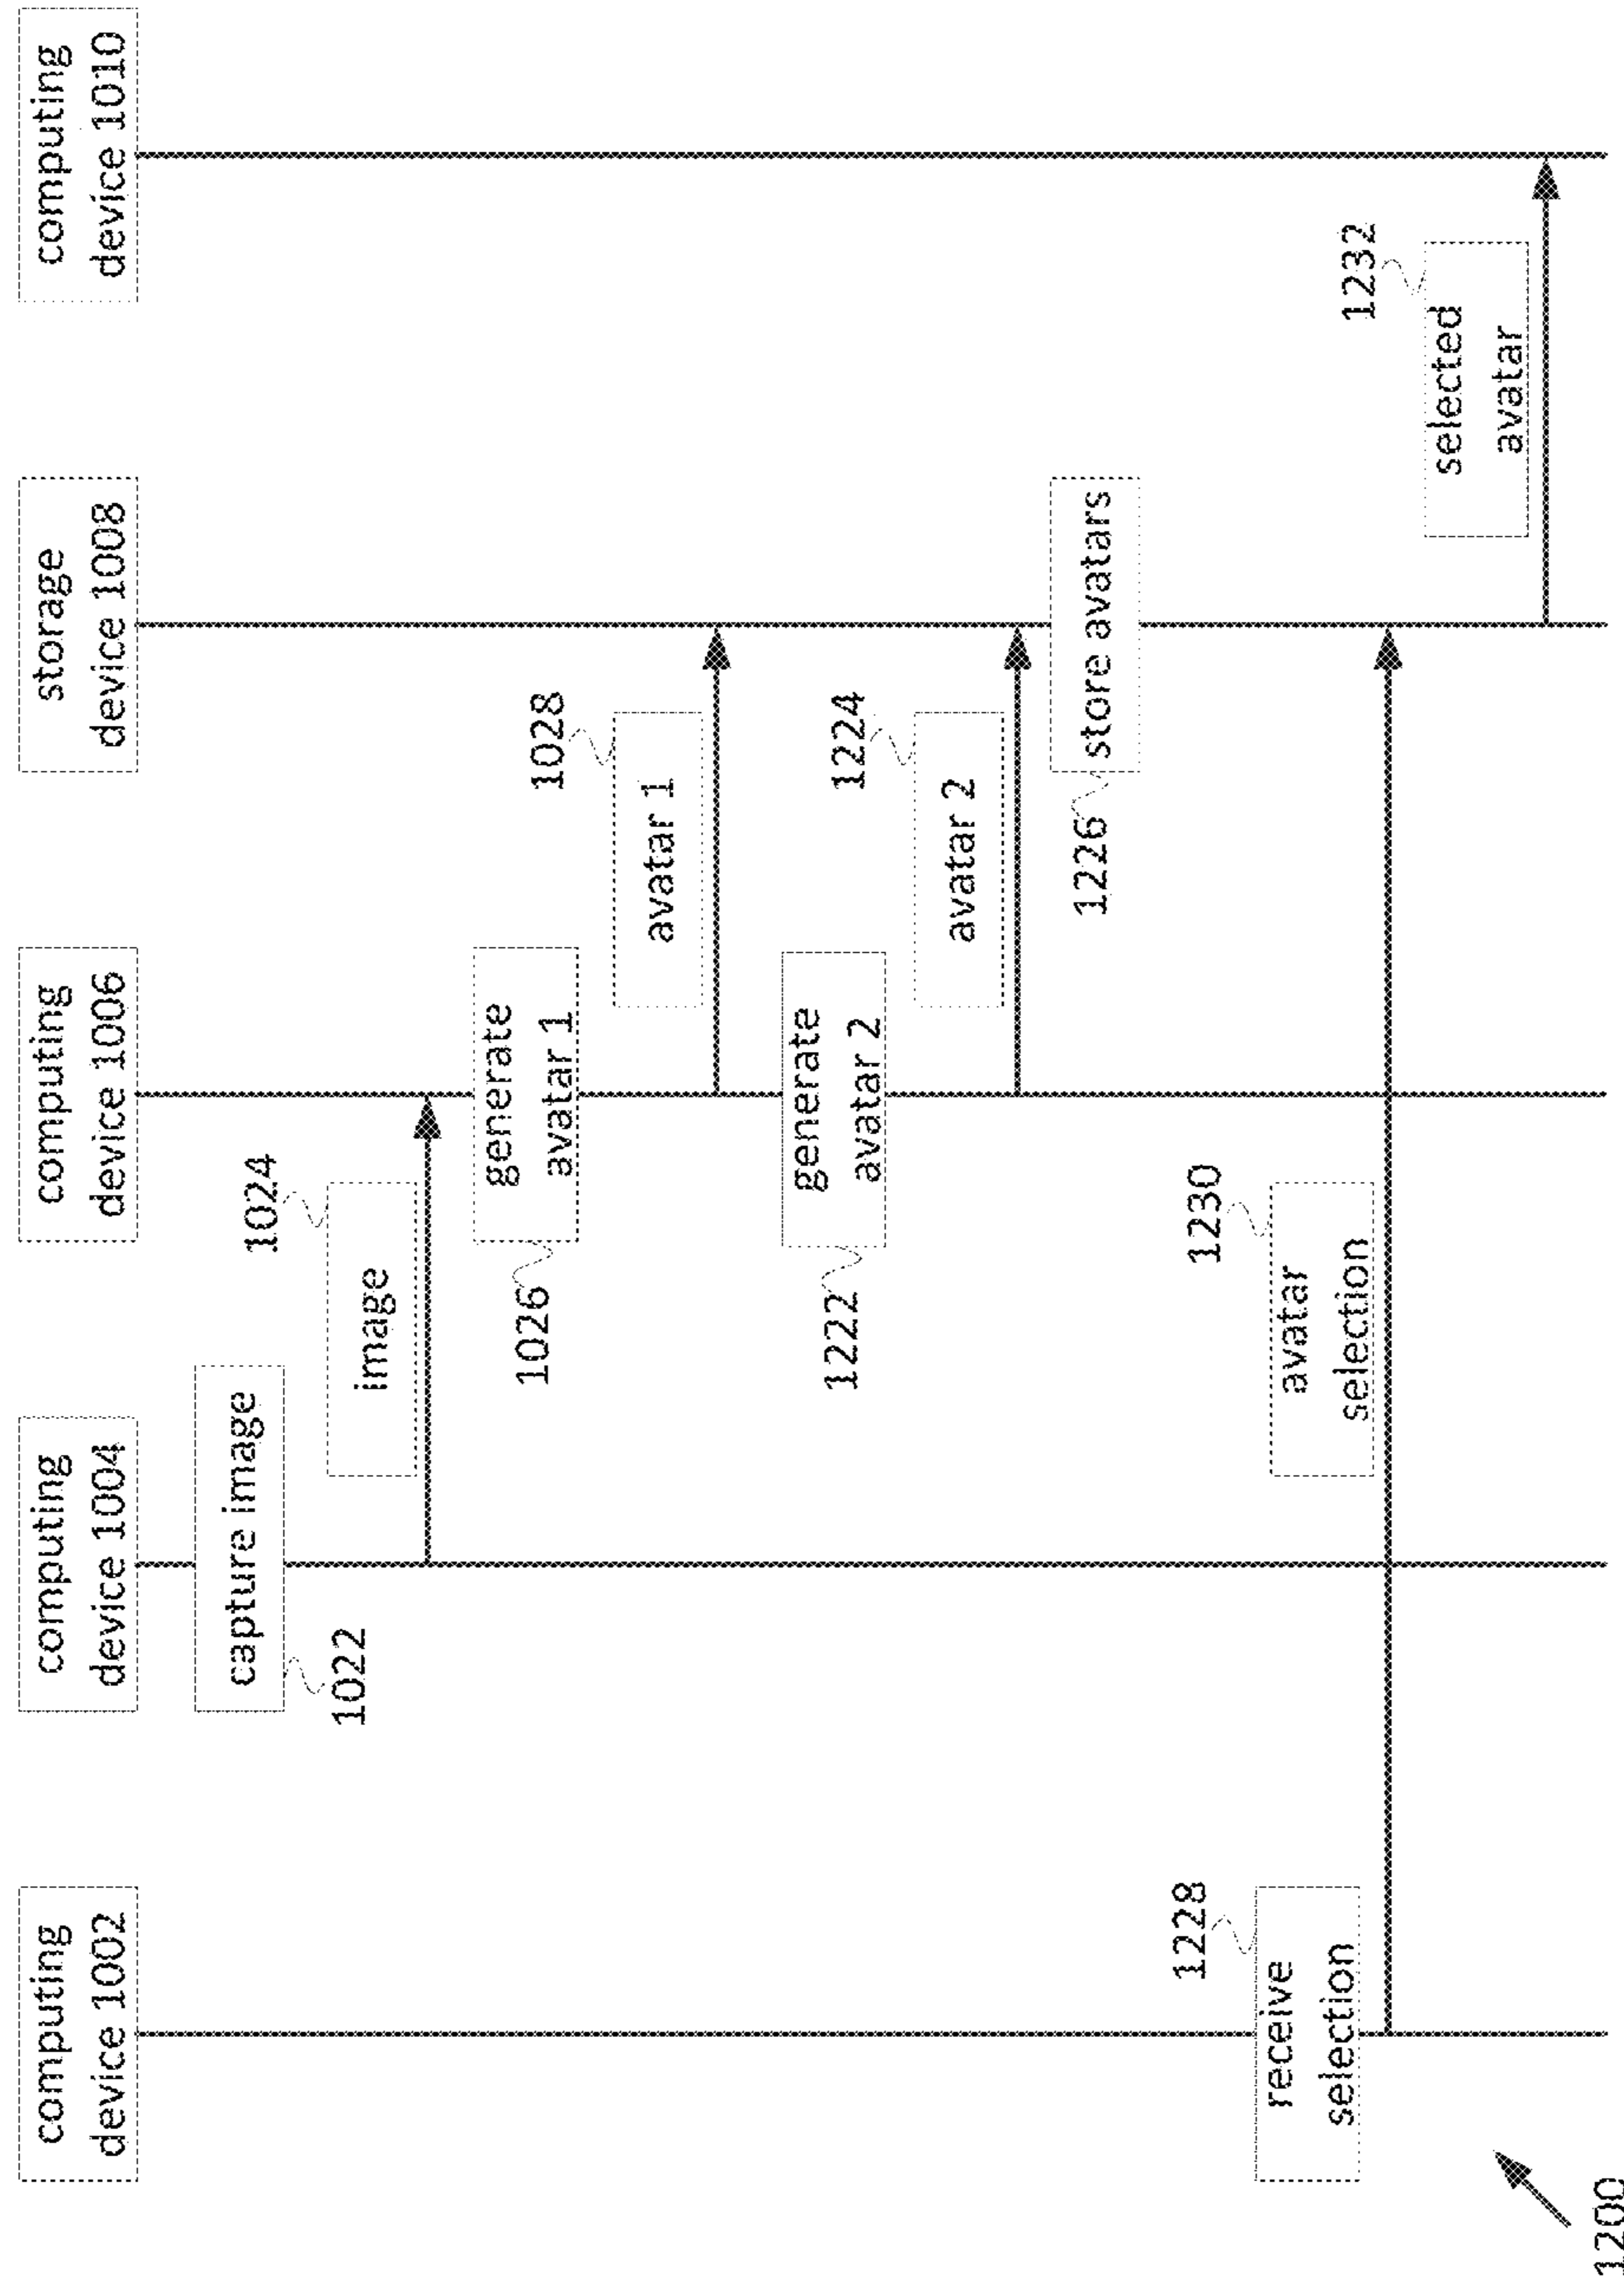 computing
device 1002
computing
device 1004
computing
device 1006
storage
device 1008
computing
device 1010
capture image
1022
1024
image
generate
avatar 1
1026
1028
avatar 1
generate
avatar 2
1222
1224
avatar 2
store avatars
1226
1228
receive
selection
1230
avatar
selection
1232
selected
avatar
1200